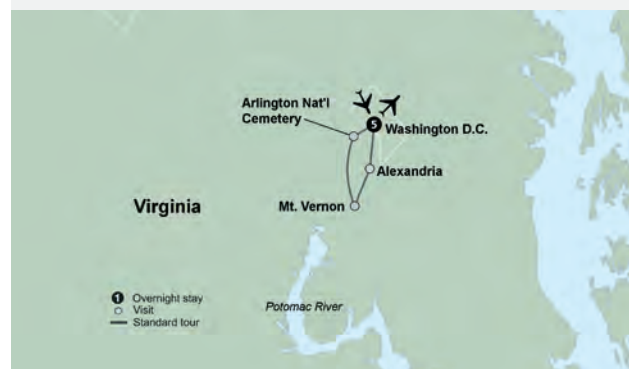 Arlington Nat'l
Cemetery
5
Washington D.C.
Alexandria
Virginia
Mt. Vernon
1 Overnight stay
Visit
Standard tour
Potomac River